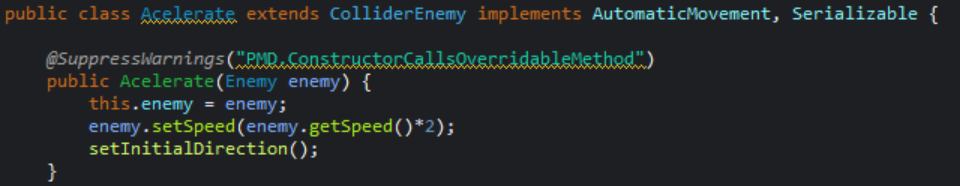 public class Acelerate extends ColliderEnemy implements AutomaticMovement, Serializable {
@SuppressWarnings("PMD.ConstructorCallsOverridableMethod")
public Acelerate(Enemy enemy) {
this.enemy = enemy;
enemy.setSpeed(enemy.getSpeed()*2);
setInitialDirection();
}